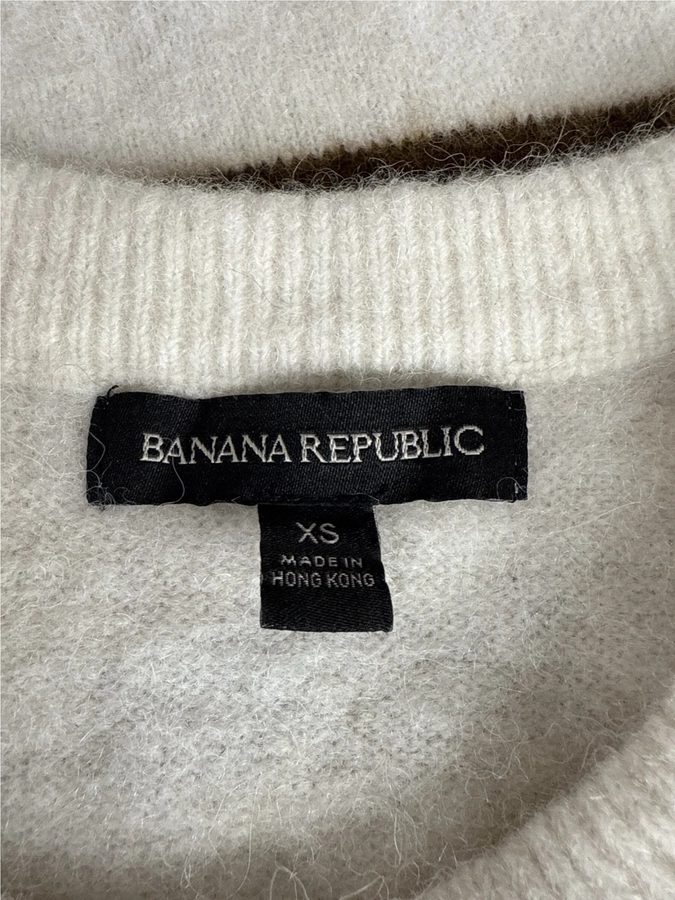 BANANA REPUBLIC
XS
MADE IN
HONG KONG